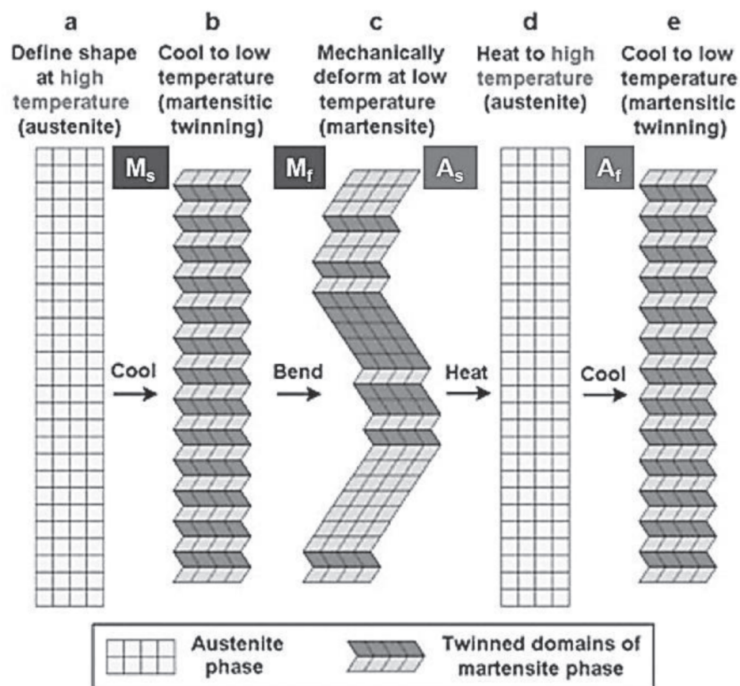 a
Define shape
at high
temperature
(austenite)
b
Cool to low
temperature
(martensitic
twinning)
c
Mechanically
deform at low
temperature
(martensite)
d
Heat to high
temperature
(austenite)
e
Cool to low
temperature
(martensitic
twinning)
Ms
Mf
As
Af
Cool
Bend
Heat
Cool
Austenite
phase
Twinned domains of
martensite phase